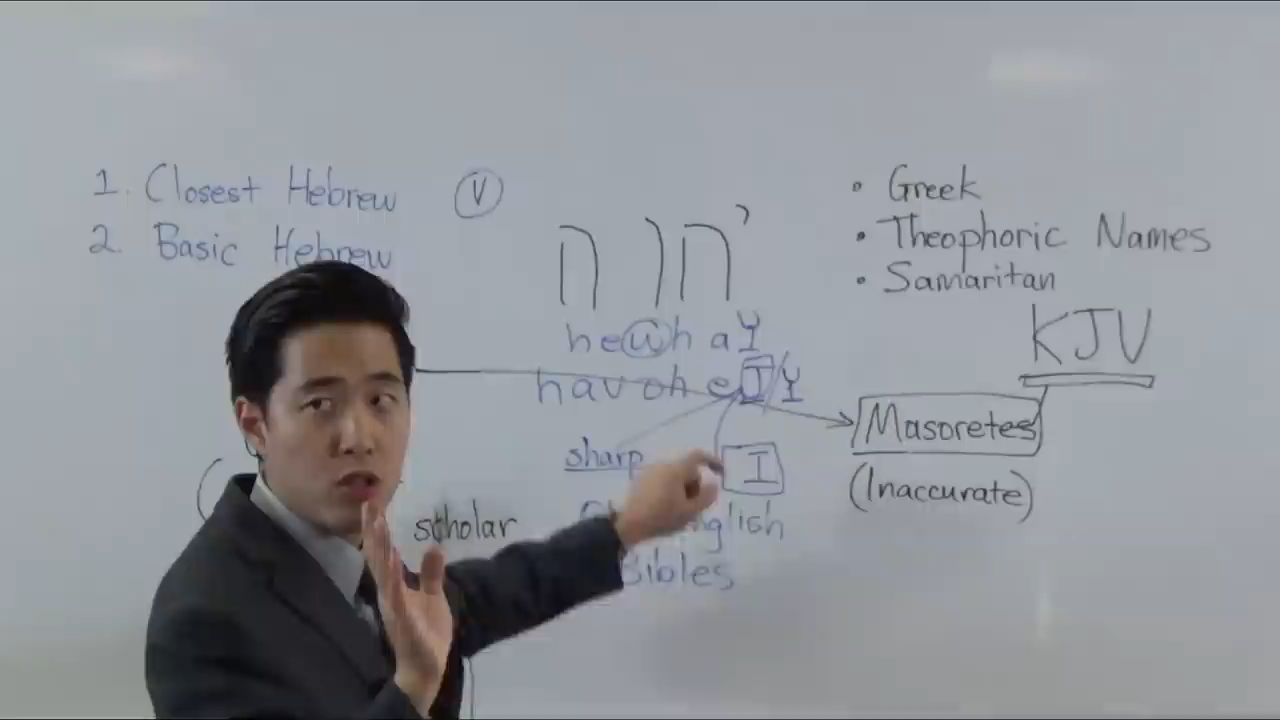 1. Closest Hebrew
2. Basic Hebrew
V
יהוה
hewhaY
havoheI/Y
sharp
I
English
Bibles
scholar
• Greek
• Theophoric Names
• Samaritan
KJV
Masoretes
(Inaccurate)